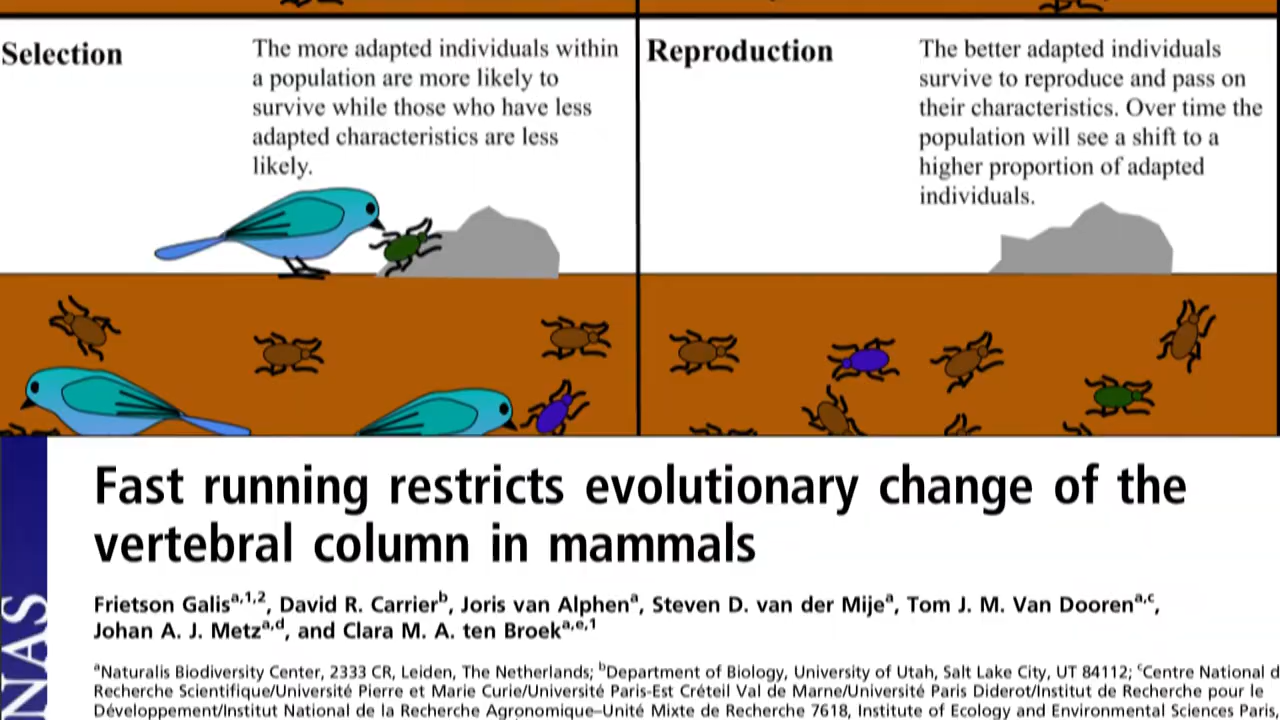 Selection
The more adapted individuals within
a population are more likely to
survive while those who have less
adapted characteristics are less
likely.
Reproduction
The better adapted individuals
survive to reproduce and pass on
their characteristics. Over time the
population will see a shift to a
higher proportion of adapted
individuals.
Fast running restricts evolutionary change of the
vertebral column in mammals
Frietson Galisᵃ,¹,², David R. Carrierᵇ, Joris van Alphenᵃ, Steven D. van der Mijeᵃ, Tom J. M. Van Doorenᵃ,ᶜ,
Johan A. J. Metzᵃ,ᵈ, and Clara M. A. ten Broekᵃ,ᵉ,¹
ᵃNaturalis Biodiversity Center, 2333 CR, Leiden, The Netherlands; ᵇDepartment of Biology, University of Utah, Salt Lake City, UT 84112; ᶜCentre National d
Recherche Scientifique/Université Pierre et Marie Curie/Université Paris-Est Créteil Val de Marne/Université Paris Diderot/Institut de Recherche pour le
Développement/Institut National de la Recherche Agronomique–Unité Mixte de Recherche 7618, Institute of Ecology and Environmental Sciences Paris,
NAS